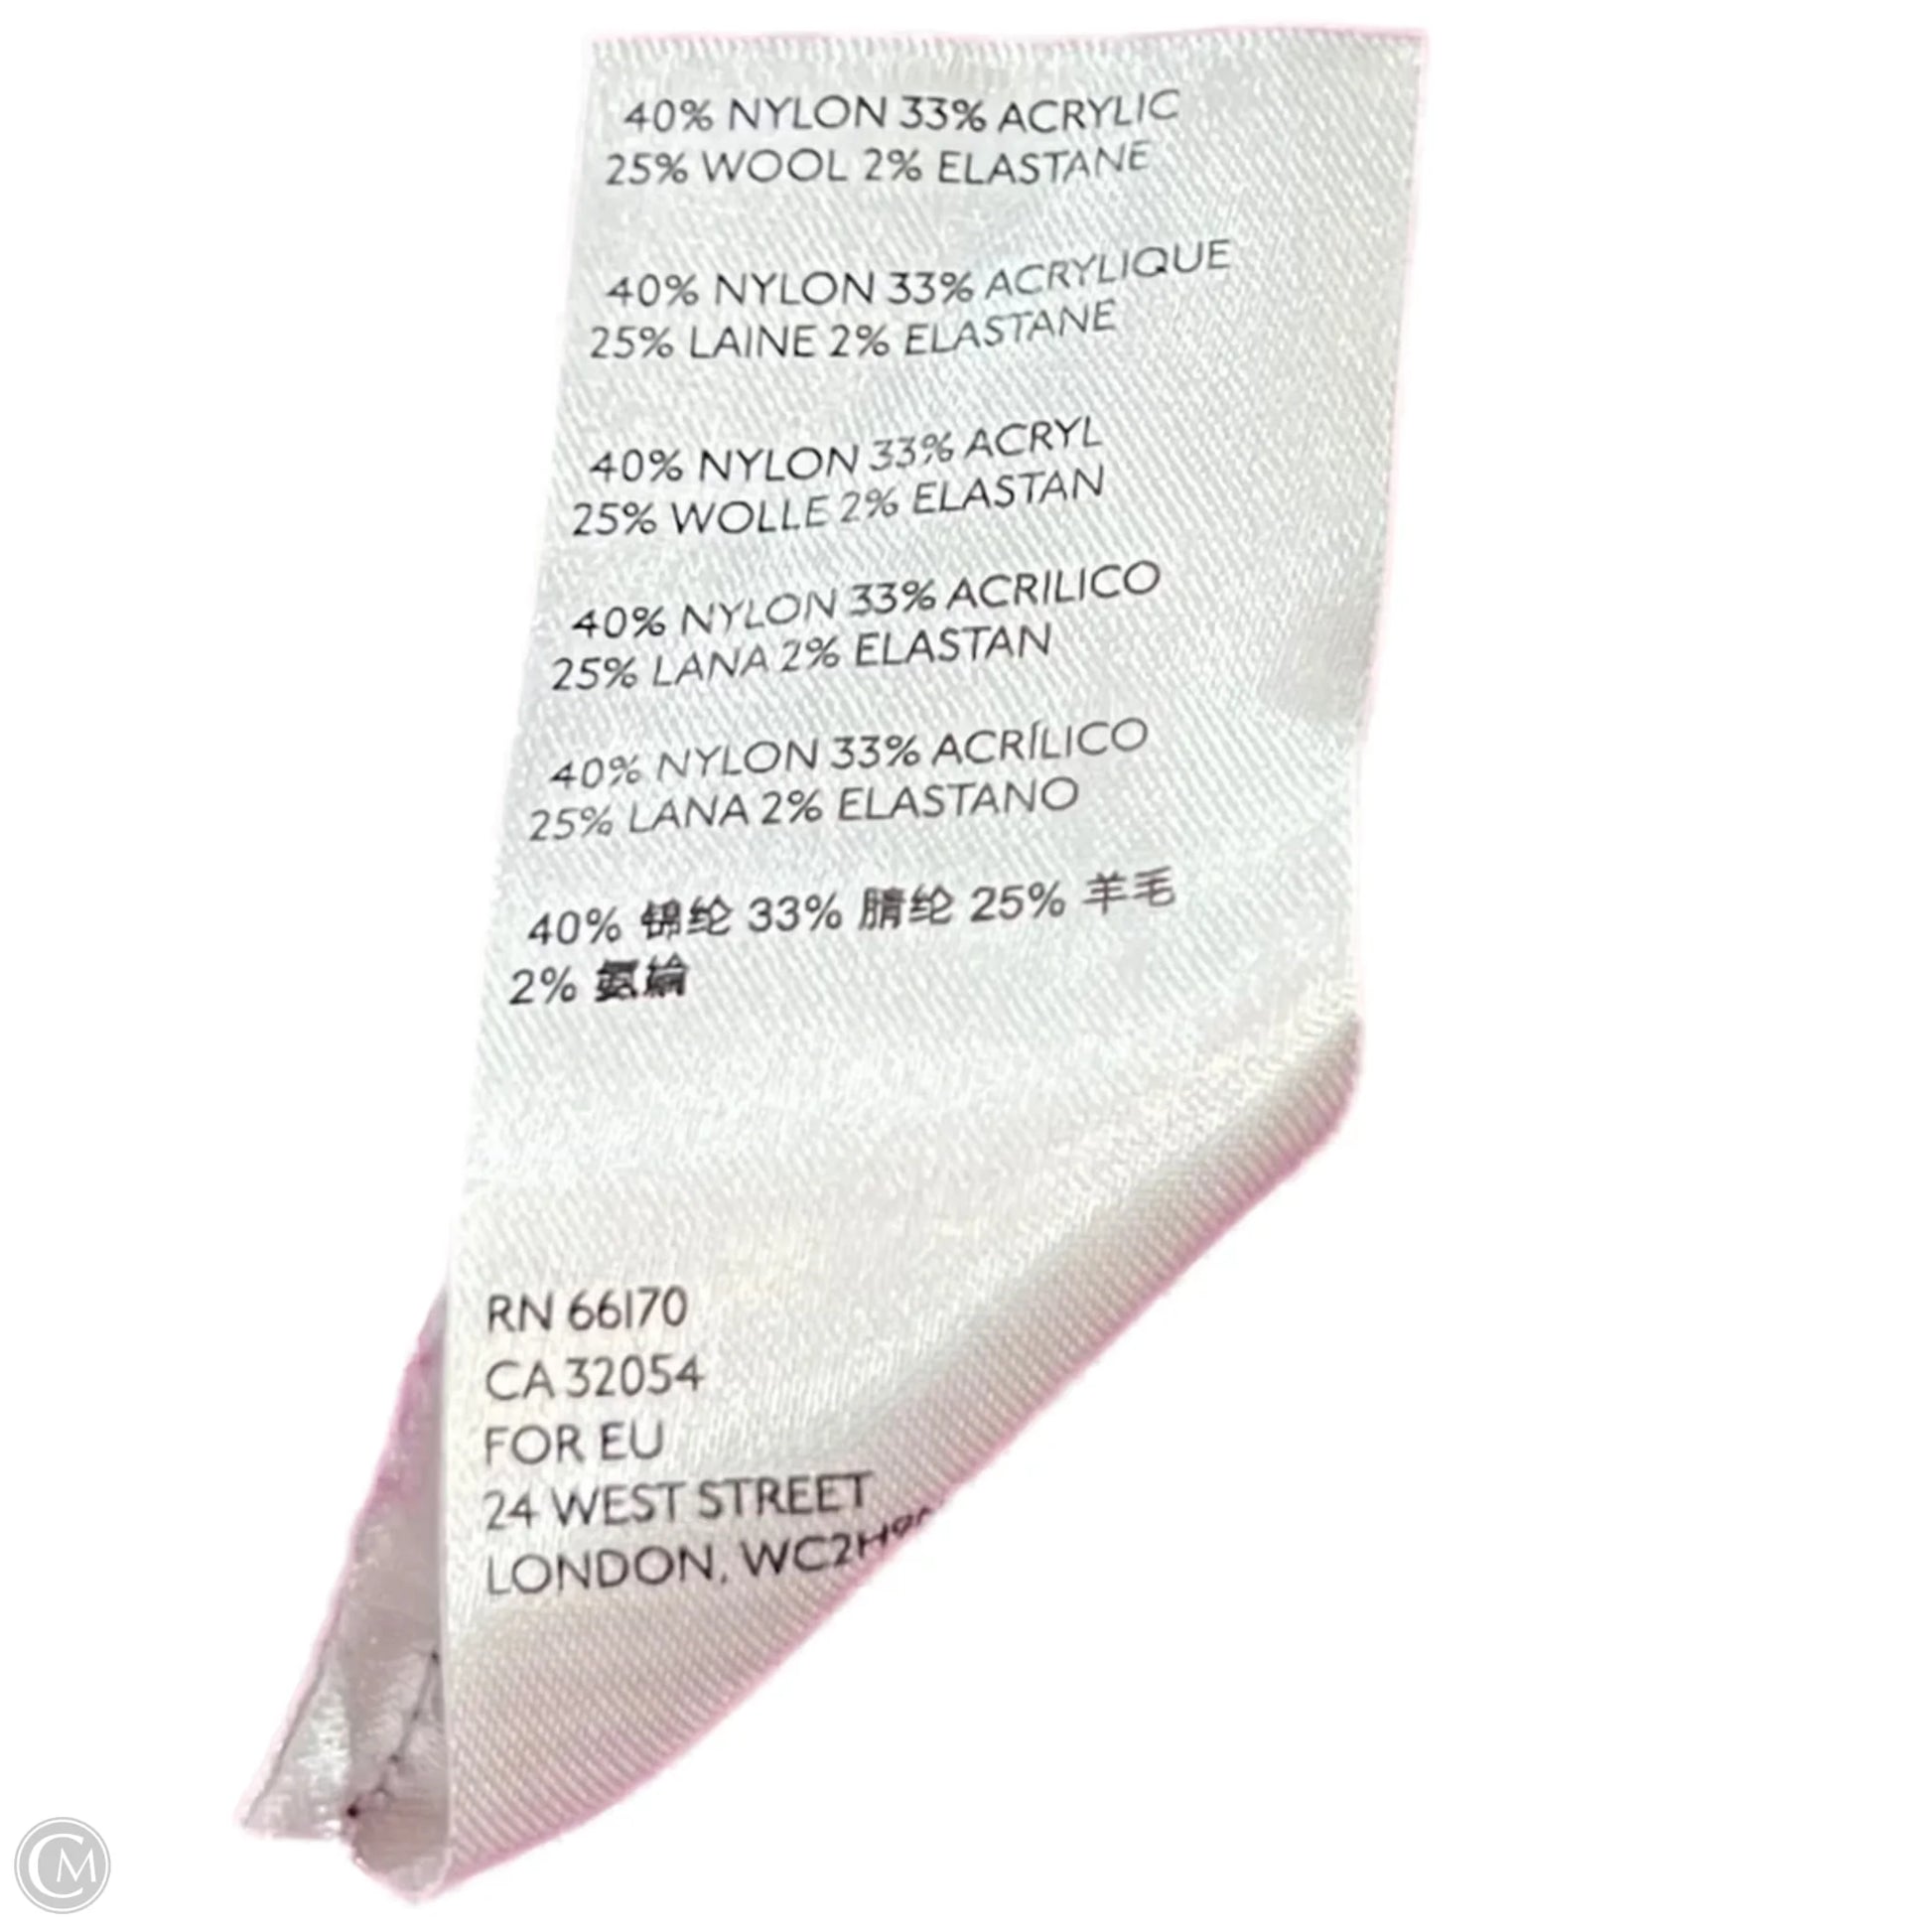 40% NYLON 33% ACRYLIC
25% WOOL 2% ELASTANE
40% NYLON 33% ACRYLIQUE
25% LAINE 2% ELASTANE
40% NYLON 33% ACRYL
25% WOLLE 2% ELASTAN
40% NYLON 33% ACRILICO
25% LANA 2% ELASTAN
40% NYLON 33% ACRÍLICO
25% LANA 2% ELASTANO
40% 锦纶 33% 腈纶 25% 羊毛
2% 氨綸
RN 66170
CA 32054
FOR EU
24 WEST STREET
LONDON,
CM